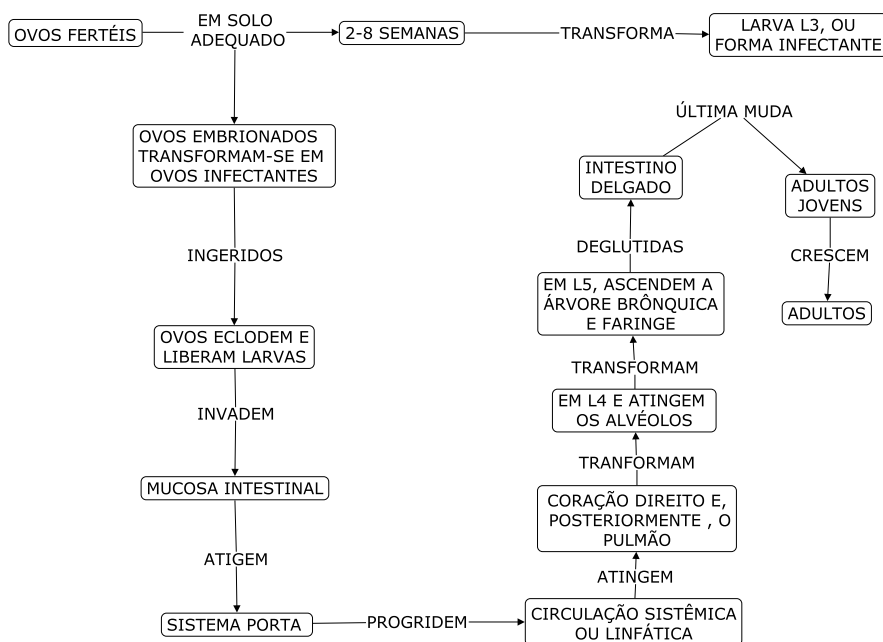 OVOS FERTÉIS
EM SOLO
ADEQUADO
2-8 SEMANAS
TRANSFORMA
LARVA L3, OU
FORMA INFECTANTE
OVOS EMBRIONADOS
TRANSFORMAM-SE EM
OVOS INFECTANTES
INGERIDOS
OVOS ECLODEM E
LIBERAM LARVAS
INVADEM
MUCOSA INTESTINAL
ATIGEM
SISTEMA PORTA
PROGRIDEM
CIRCULAÇÃO SISTÊMICA
OU LINFÁTICA
ATINGEM
CORAÇÃO DIREITO E,
POSTERIORMENTE , O
PULMÃO
TRANFORMAM
EM L4 E ATINGEM
OS ALVÉOLOS
TRANSFORMAM
EM L5, ASCENDEM A
ÁRVORE BRÔNQUICA
E FARINGE
DEGLUTIDAS
INTESTINO
DELGADO
ÚLTIMA MUDA
ADULTOS
JOVENS
CRESCEM
ADULTOS